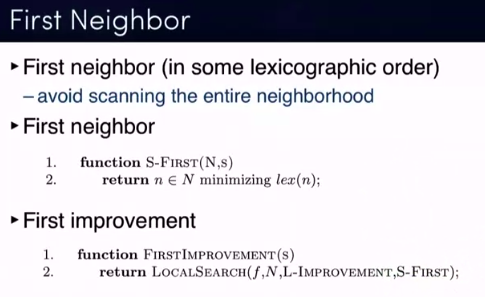 First Neighbor
▸ First neighbor (in some lexicographic order)
– avoid scanning the entire neighborhood
▸ First neighbor
1. function S-FIRST(N,s)
2. return n ∈ N minimizing lex(n);
▸ First improvement
1. function FIRSTIMPROVEMENT(s)
2. return LOCALSEARCH(f,N,L-IMPROVEMENT,S-FIRST);